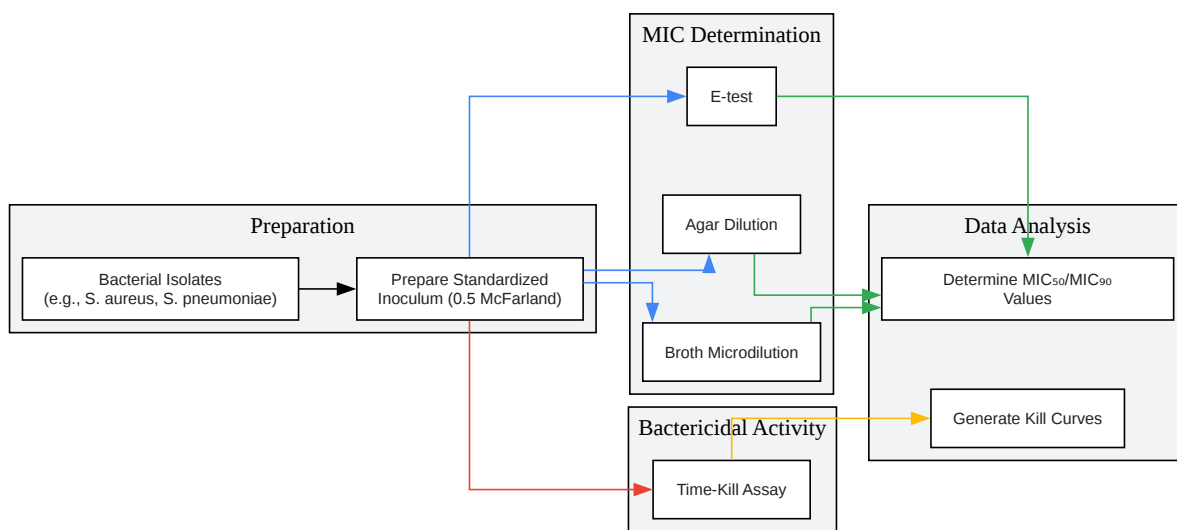 MIC Determination
E-test
Agar Dilution
Broth Microdilution
Preparation
Bacterial Isolates
(e.g., S. aureus, S. pneumoniae)
Prepare Standardized
Inoculum (0.5 McFarland)
Data Analysis
Determine MIC₅₀/MIC₉₀
Values
Generate Kill Curves
Bactericidal Activity
Time-Kill Assay